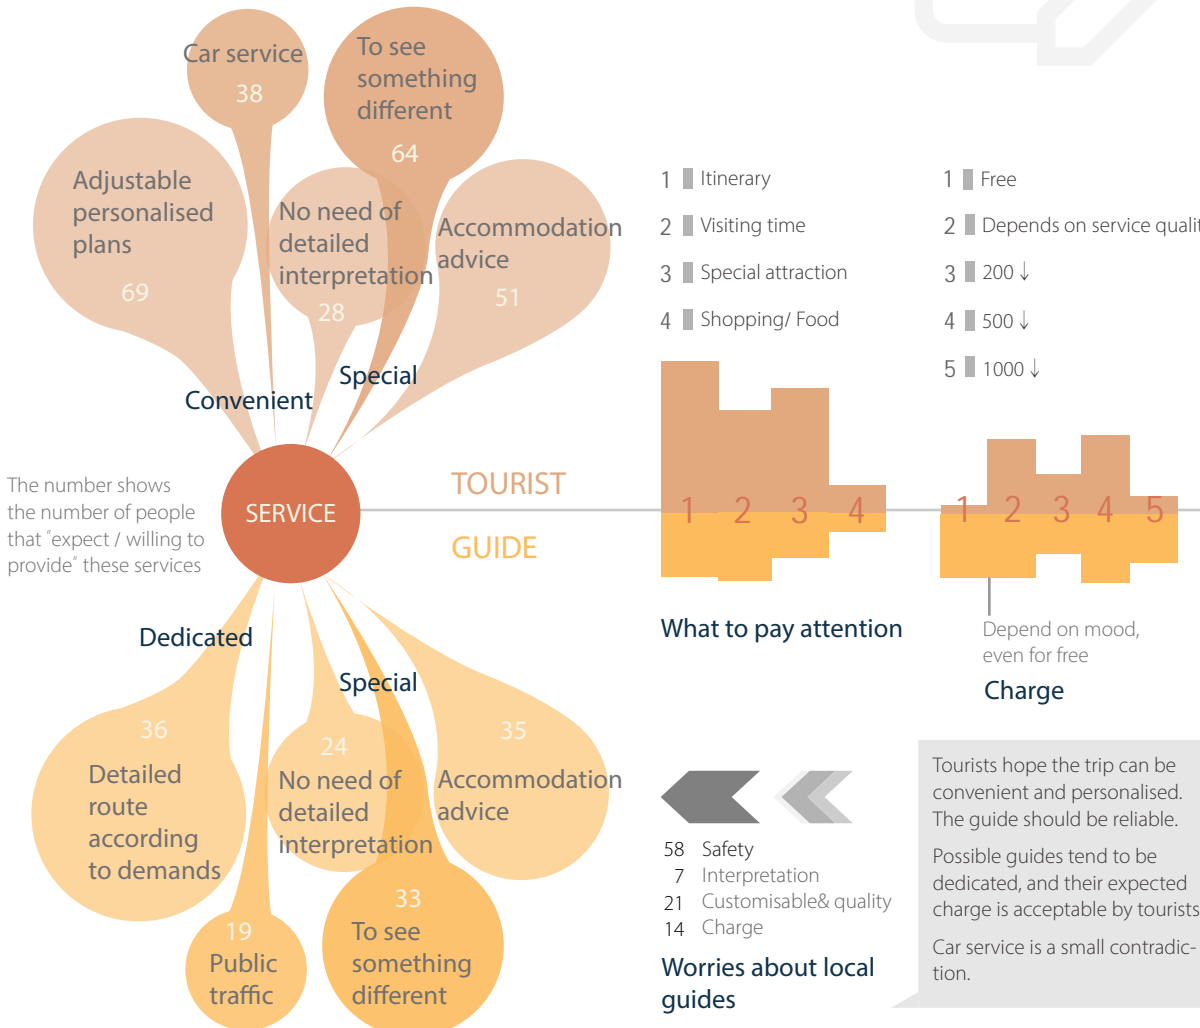 Car service
38
To see
something
different
64
Adjustable
personalised
plans
69
No need of
detailed
interpretation
28
Accommodation
advice
51
Special
Convenient
The number shows
the number of people
that "expect / willing to
provide" these services
SERVICE
TOURIST
GUIDE
Dedicated
Special
36
Detailed
route
according
to demands
19
Public
traffic
24
No need of
detailed
interpretation
33
To see
something
different
35
Accommodation
advice
1 Itinerary
2 Visiting time
3 Special attraction
4 Shopping/ Food
1 2 3 4
What to pay attention
1 Free
2 Depends on service qualit
3 200 ↓
4 500 ↓
5 1000 ↓
1 2 3 4 5
Depend on mood,
even for free
Charge
58 Safety
7 Interpretation
21 Customisable& quality
14 Charge
Worries about local
guides
Tourists hope the trip can be
convenient and personalised.
The guide should be reliable.
Possible guides tend to be
dedicated, and their expected
charge is acceptable by tourists
Car service is a small contradic-
tion.